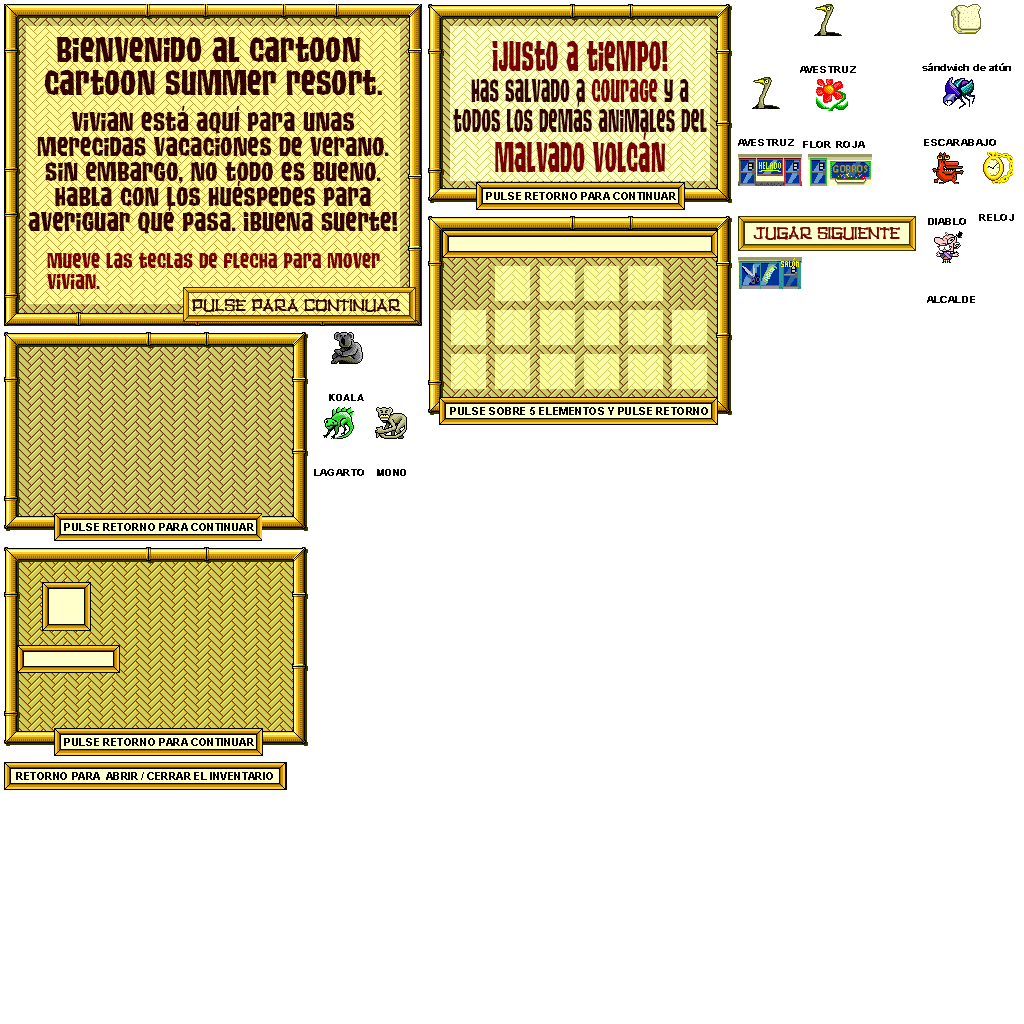 Bienvenido al Cartoon
Cartoon Summer Resort.
Vivian está aquí para unas
merecidas vacaciones de verano.
Sin embargo, no todo es bueno.
Habla con los huéspedes para
averiguar qué pasa. ¡Buena suerte!
Mueve las teclas de flecha para mover
Vivian.
PULSE PARA CONTINUAR
¡Justo a tiempo!
Has salvado a Courage y a
todos los demás animales del
malvado volcán
PULSE RETORNO PARA CONTINUAR
PULSE SOBRE 5 ELEMENTOS Y PULSE RETORNO
AVESTRUZ
sándwich de atún
AVESTRUZ
FLOR ROJA
ESCARABAJO
HELADO
GORROS
DIABLO
RELOJ
JUGAR SIGUIENTE
SALÓN
ALCALDE
PULSE RETORNO PARA CONTINUAR
KOALA
LAGARTO
MONO
PULSE RETORNO PARA CONTINUAR
RETORNO PARA ABRIR / CERRAR EL INVENTARIO